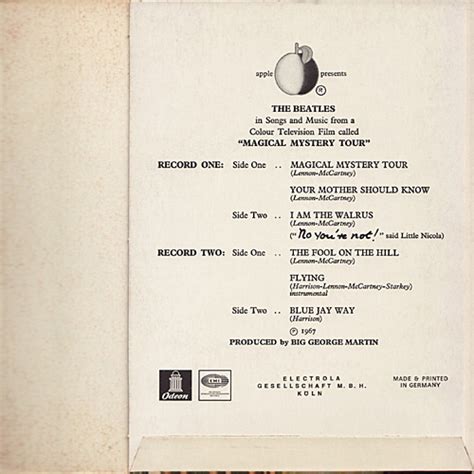 apple presents
®
THE BEATLES
in Songs and Music from a
Colour Television Film called
"MAGICAL MYSTERY TOUR"
RECORD ONE: Side One .. MAGICAL MYSTERY TOUR
(Lennon-McCartney)
YOUR MOTHER SHOULD KNOW
(Lennon-McCartney)
Side Two .. I AM THE WALRUS
(Lennon-McCartney)
("No you're not!" said Little Nicola)
RECORD TWO: Side One .. THE FOOL ON THE HILL
(Lennon-McCartney)
FLYING
(Harrison-Lennon-McCartney-Starkey)
instrumental
Side Two .. BLUE JAY WAY
(Harrison)
℗ 1967
PRODUCED by BIG GEORGE MARTIN
Odeon
EMI
ELECTROLA
GESELLSCHAFT M. B. H.
KÖLN
MADE & PRINTED
IN GERMANY